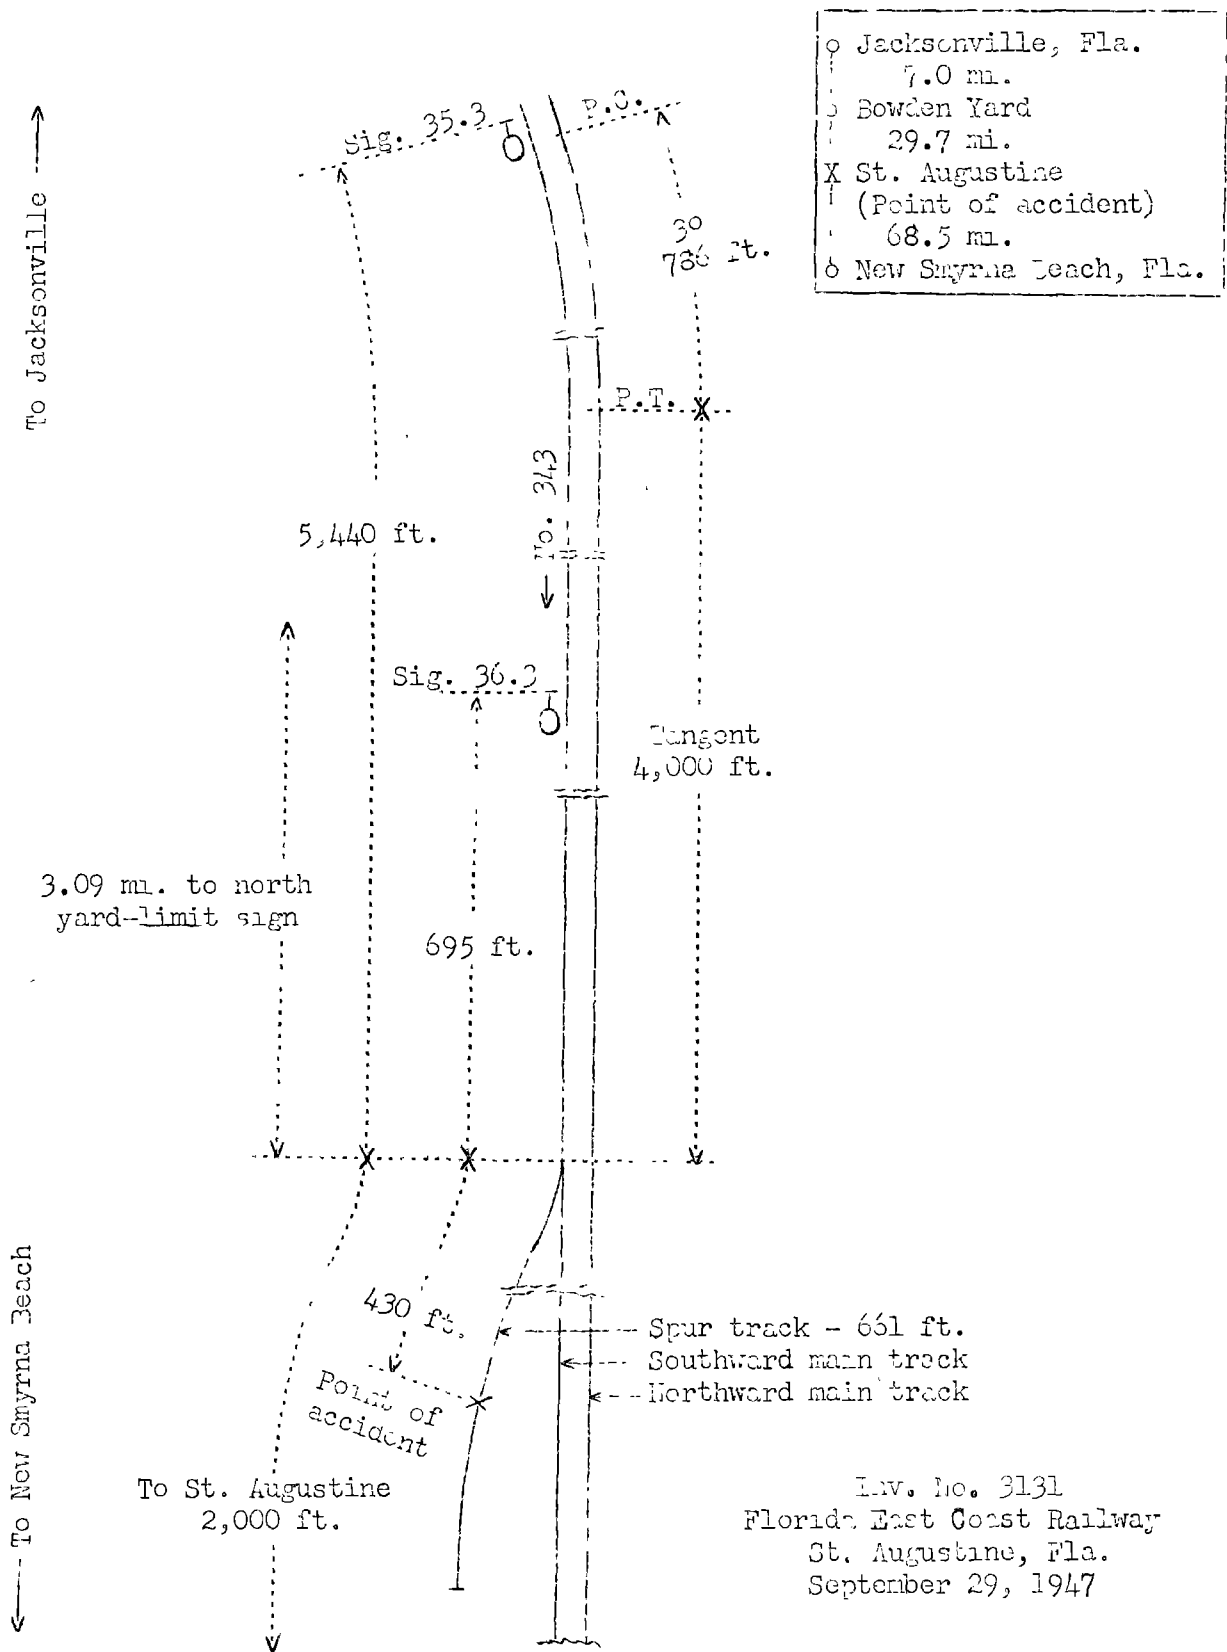 Jacksonville, Fla.
7.0 mi.
Bowden Yard
29.7 mi.
X St. Augustine
(Point of accident)
68.5 mi.
New Smyrna Beach, Fla.
To Jacksonville
Sig. 35.3
P.C.
3°
786 ft.
P.T.
X
No. 343
5,440 ft.
Sig. 36.3
Tangent
4,000 ft.
3.09 mi. to north
yard-limit sign
695 ft.
X X
430 ft.
Spur track - 661 ft.
Southward main track
Northward main track
Point of
accident
X
To New Smyrna Beach
To St. Augustine
2,000 ft.
Inv. No. 3131
Florida East Coast Railway
St. Augustine, Fla.
September 29, 1947